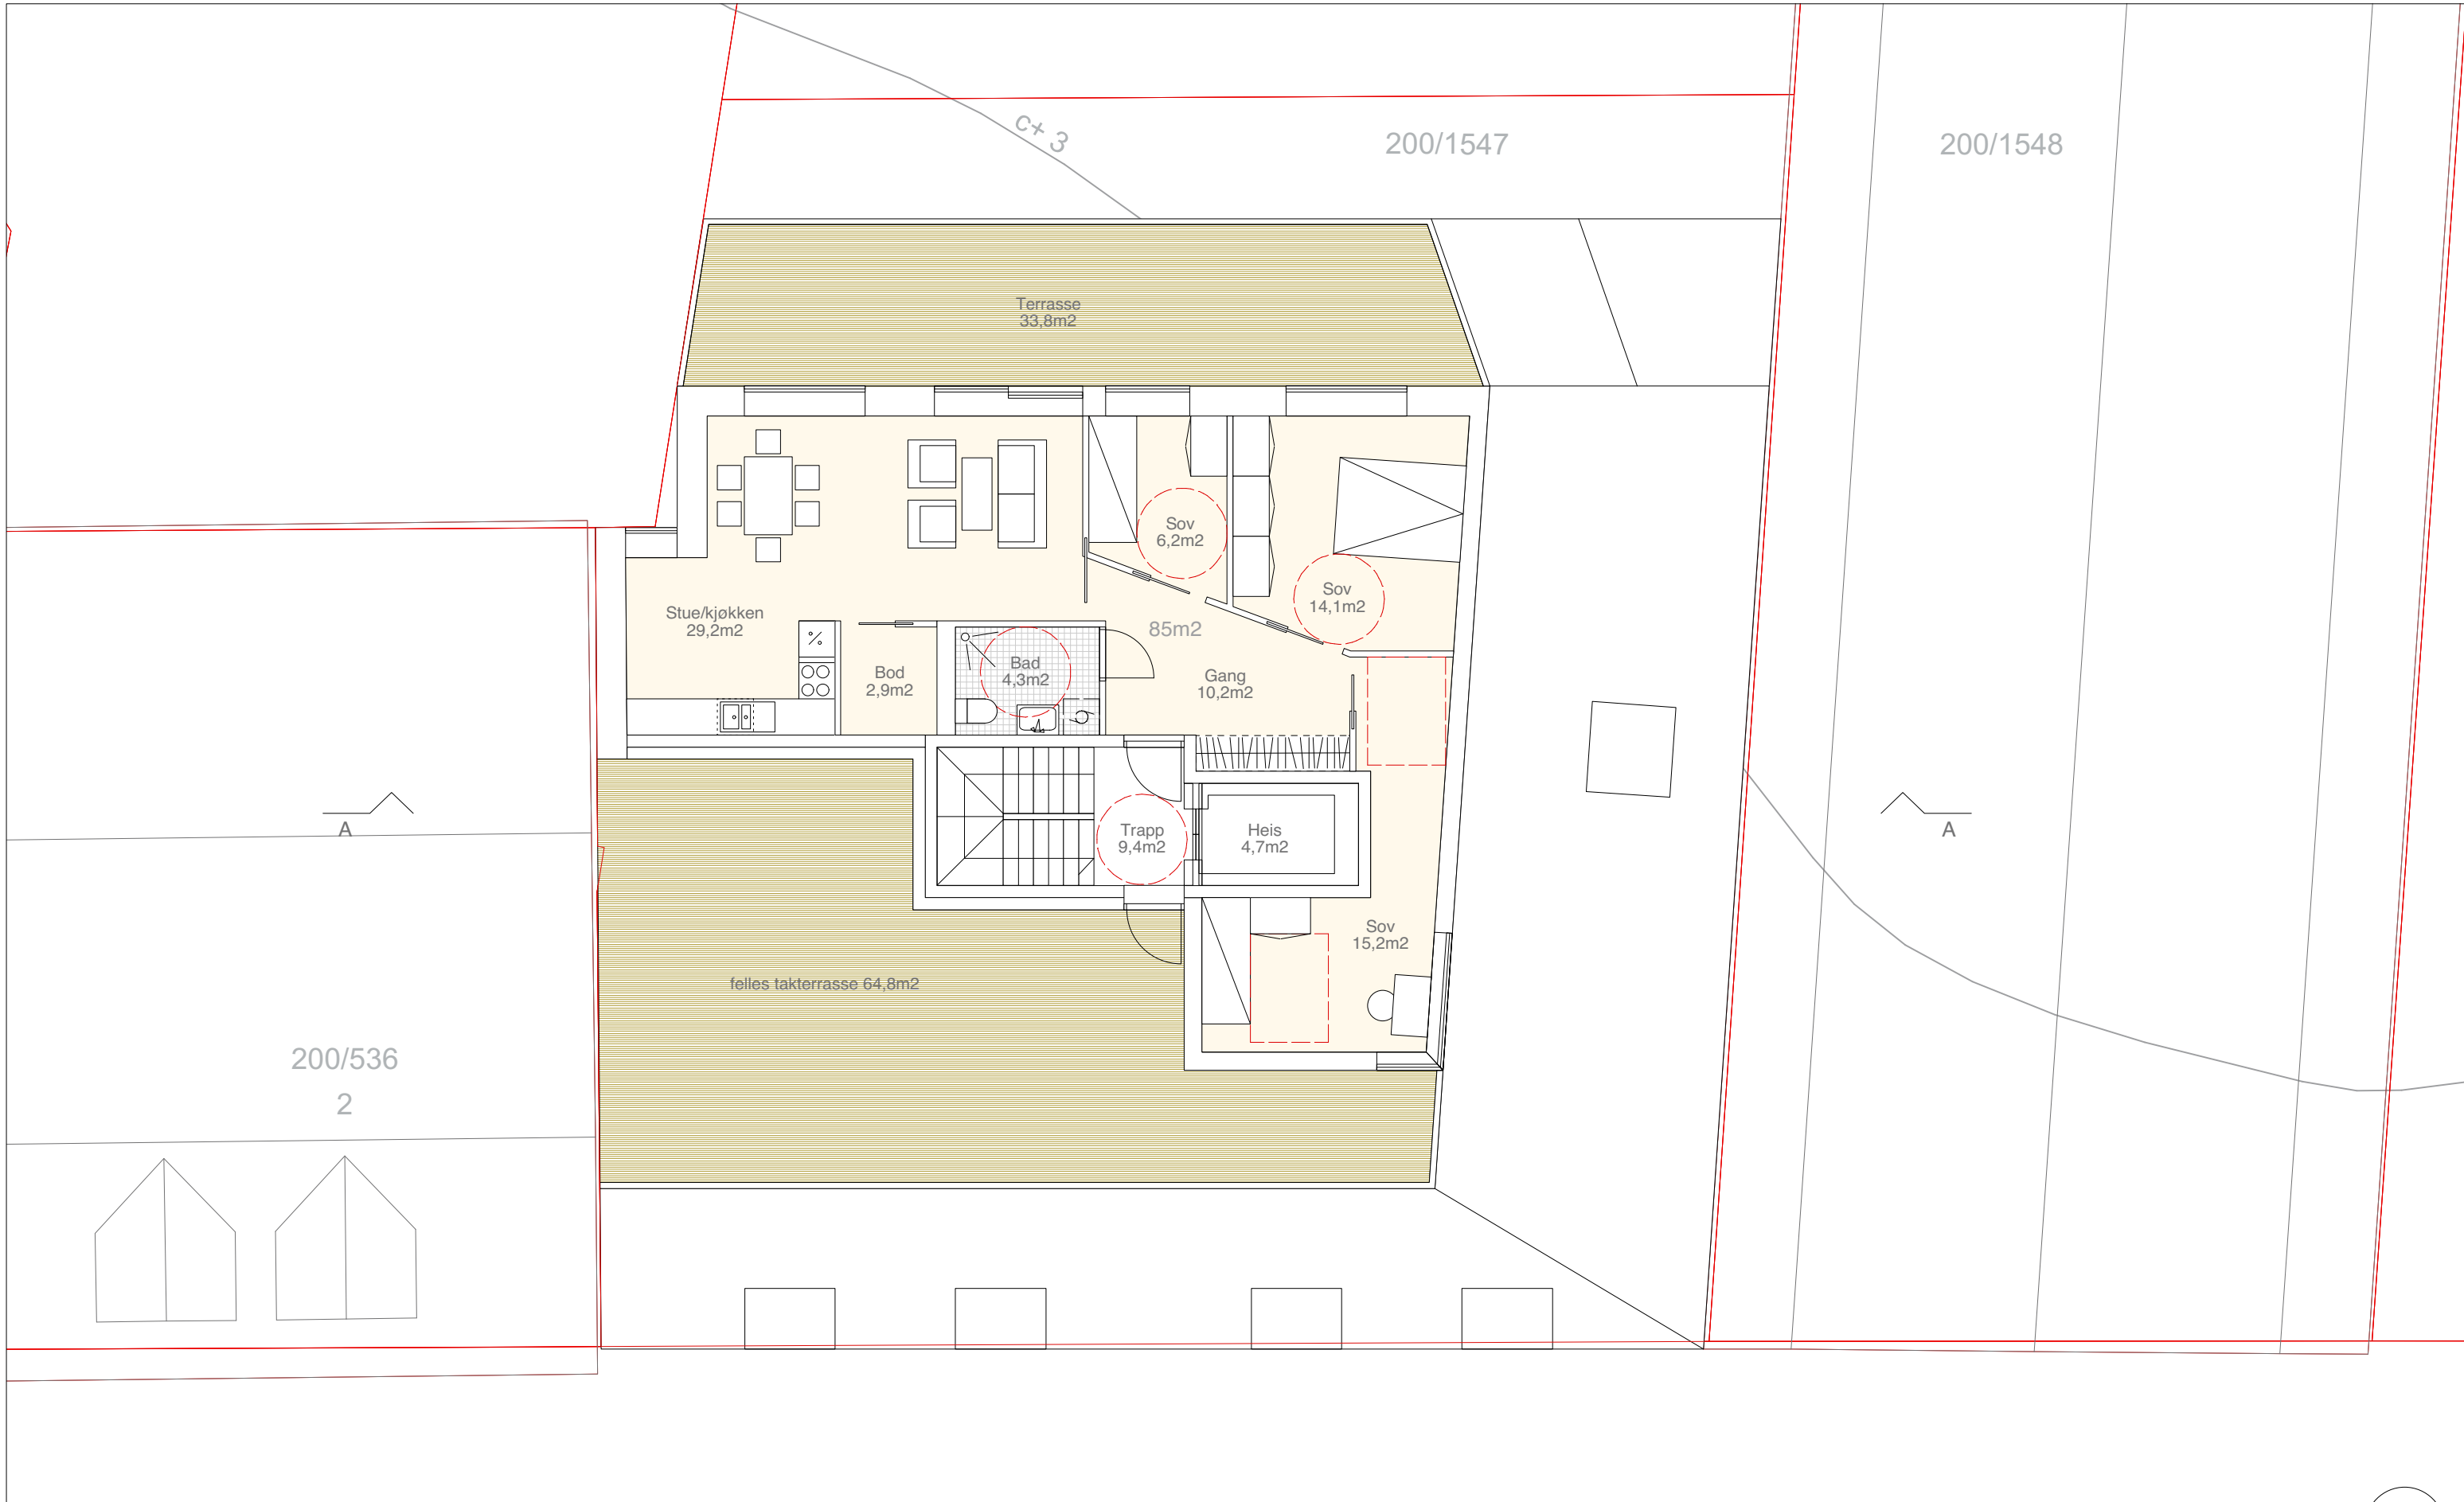 c+ 3
200/1547
200/1548
Terrasse
33,8m2
Sov
6,2m2
Sov
14,1m2
Stue/kjøkken
29,2m2
85m2
Bod
2,9m2
Bad
4,3m2
Gang
10,2m2
A
Trapp
9,4m2
Heis
4,7m2
A
Sov
15,2m2
felles takterrasse 64,8m2
200/536
2